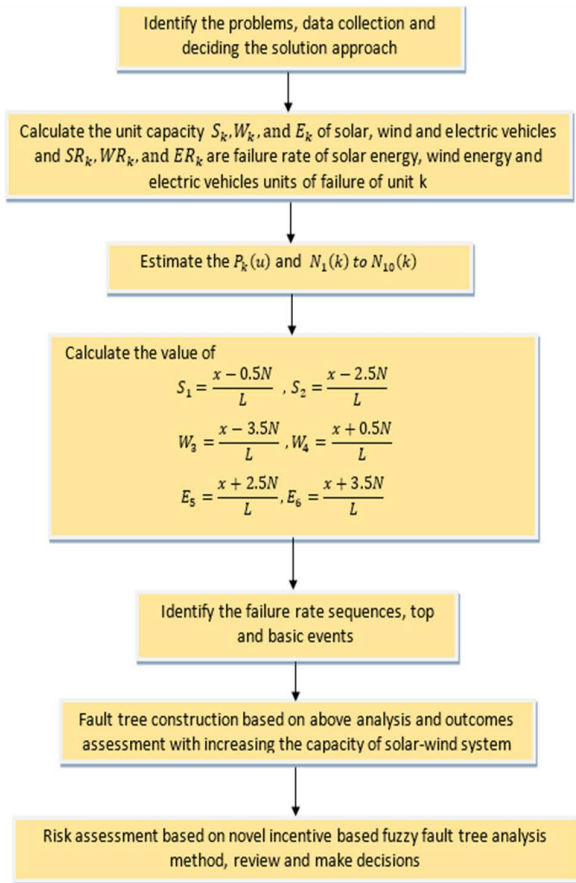 Identify the problems, data collection and
deciding the solution approach
Calculate the unit capacity S_k, W_k, and E_k of solar, wind and electric vehicles
and SR_k, WR_k, and ER_k are failure rate of solar energy, wind energy and
electric vehicles units of failure of unit k
Estimate the P_k(u) and N_1(k) to N_10(k)
Calculate the value of
S_1 = (x − 0.5N)/L , S_2 = (x − 2.5N)/L
W_3 = (x − 3.5N)/L , W_4 = (x + 0.5N)/L
E_5 = (x + 2.5N)/L , E_6 = (x + 3.5N)/L
Identify the failure rate sequences, top
and basic events
Fault tree construction based on above analysis and outcomes
assessment with increasing the capacity of solar-wind system
Risk assessment based on novel incentive based fuzzy fault tree analysis
method, review and make decisions